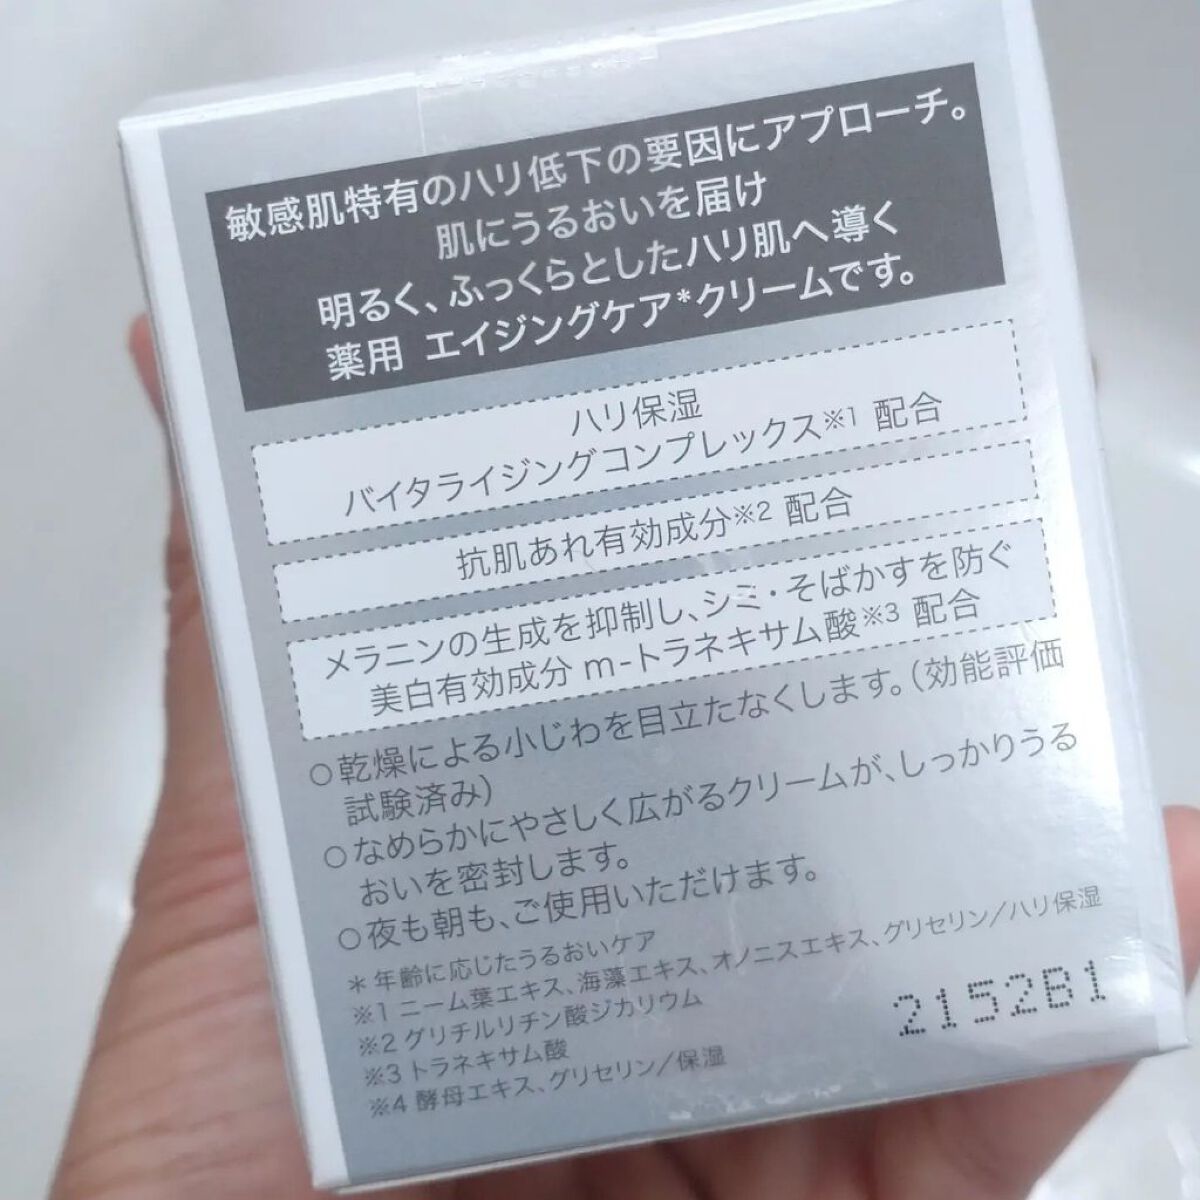 敏感肌特有のハリ低下の要因にアプローチ。
肌にうるおいを届け
明るく、ふっくらとしたハリ肌へ導く
薬用 エイジングケア*クリームです。
ハリ保湿
バイタライジングコンプレックス※1 配合
抗肌あれ有効成分※2 配合
メラニンの生成を抑制し、シミ・そばかすを防ぐ
美白有効成分 m-トラネキサム酸※3 配合
○乾燥による小じわを目立たなくします。(効能評価
試験済み)
○なめらかにやさしく広がるクリームが、しっかりうる
おいを密封します。
○夜も朝も、ご使用いただけます。
*年齢に応じたうるおいケア
※1 ニーム葉エキス、海藻エキス、オノニスエキス、グリセリン/ハリ保湿
※2 グリチルリチン酸ジカリウム
※3 トラネキサム酸
※4 酵母エキス、グリセリン/保湿
2152B1